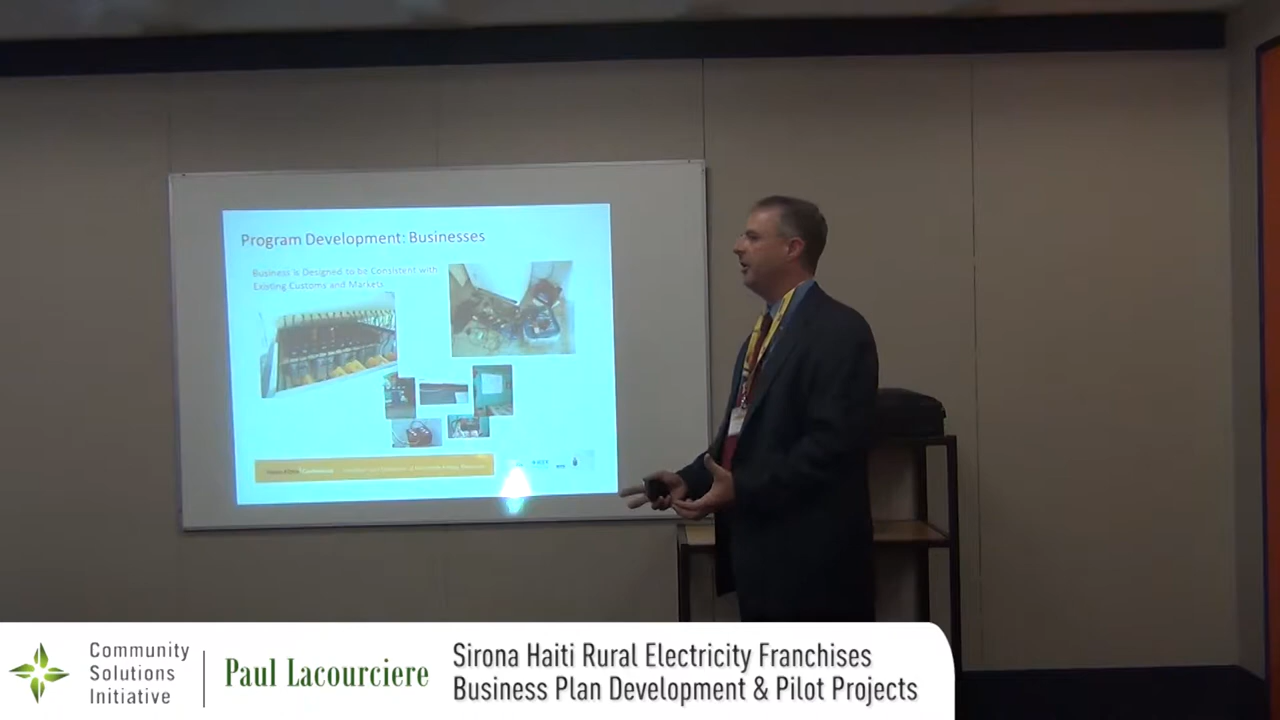 Program Development: Businesses
Business is Designed to be Consistent with
Existing Customs and Markets
Community
Solutions
Initiative
Paul Lacourciere
Sirona Haiti Rural Electricity Franchises
Business Plan Development & Pilot Projects